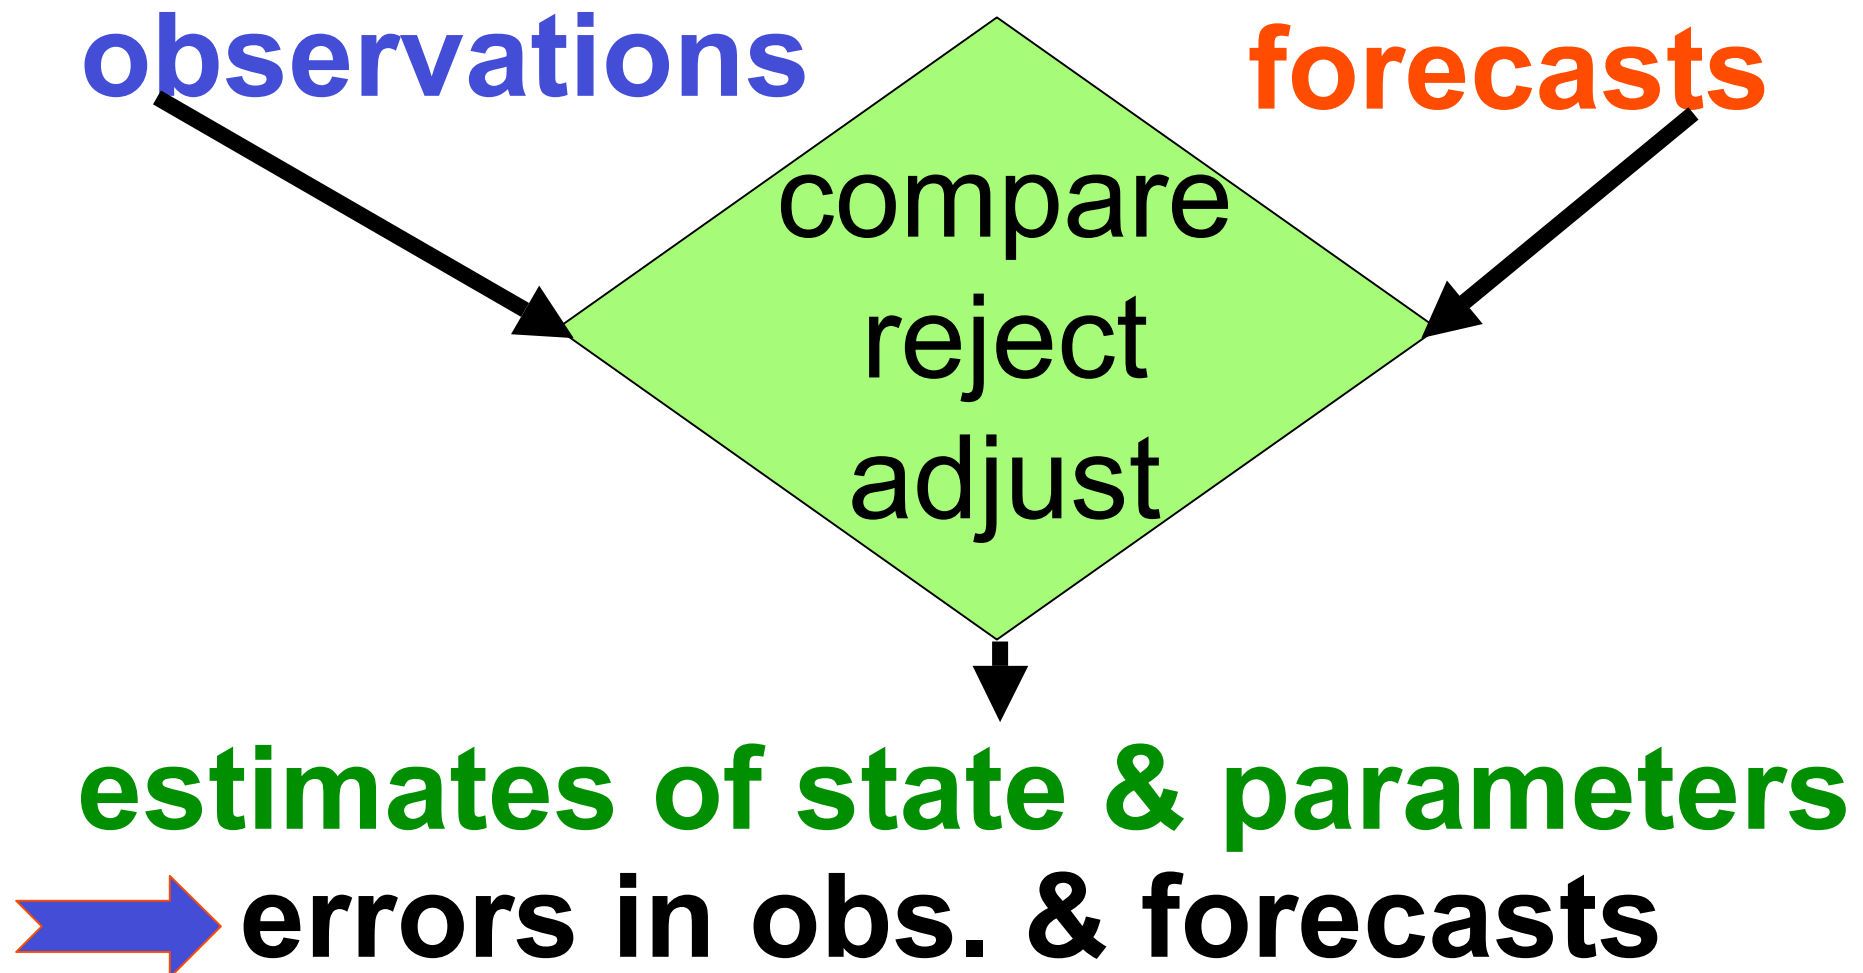 observations
forecasts
compare
reject
adjust
estimates of state & parameters
errors in obs. & forecasts